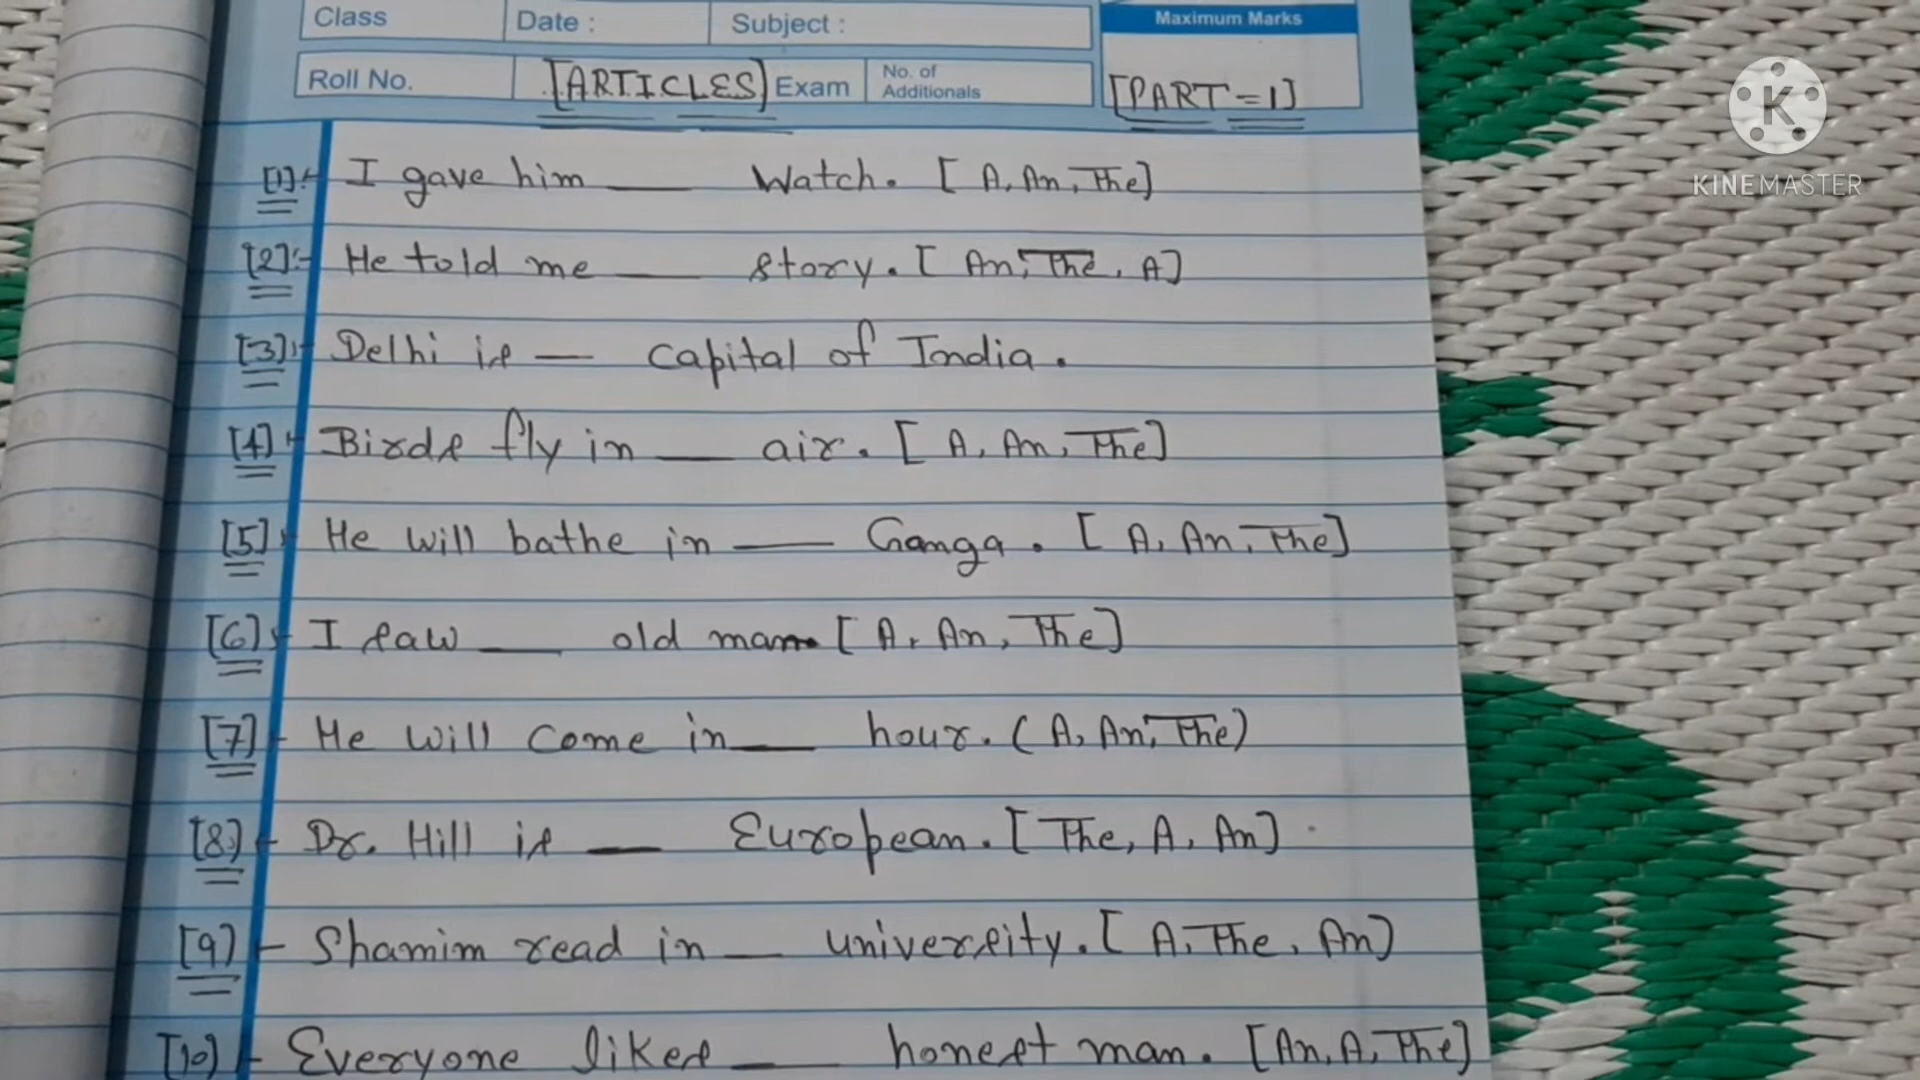 Class Date : Subject : Maximum Marks
Roll No. [ARTICLES] Exam No. of Additionals [PART-1]
KINEMASTER
[1]:- I gave him ___ Watch. [A, An, The]
[2]:- He told me ___ story. [An, The, A]
[3]:- Delhi is ___ capital of India.
[4]:- Birds fly in ___ air. [A, An, The]
[5]:- He will bathe in ___ Ganga. [A, An, The]
[6]:- I saw ___ old man. [A, An, The]
[7]:- He will come in ___ hour. (A, An, The)
[8]:- Dr. Hill is ___ European. [The, A, An]
[9]:- Shamim read in ___ university. [A, The, An]
[10]:- Everyone likes ___ honest man. [An, A, The]